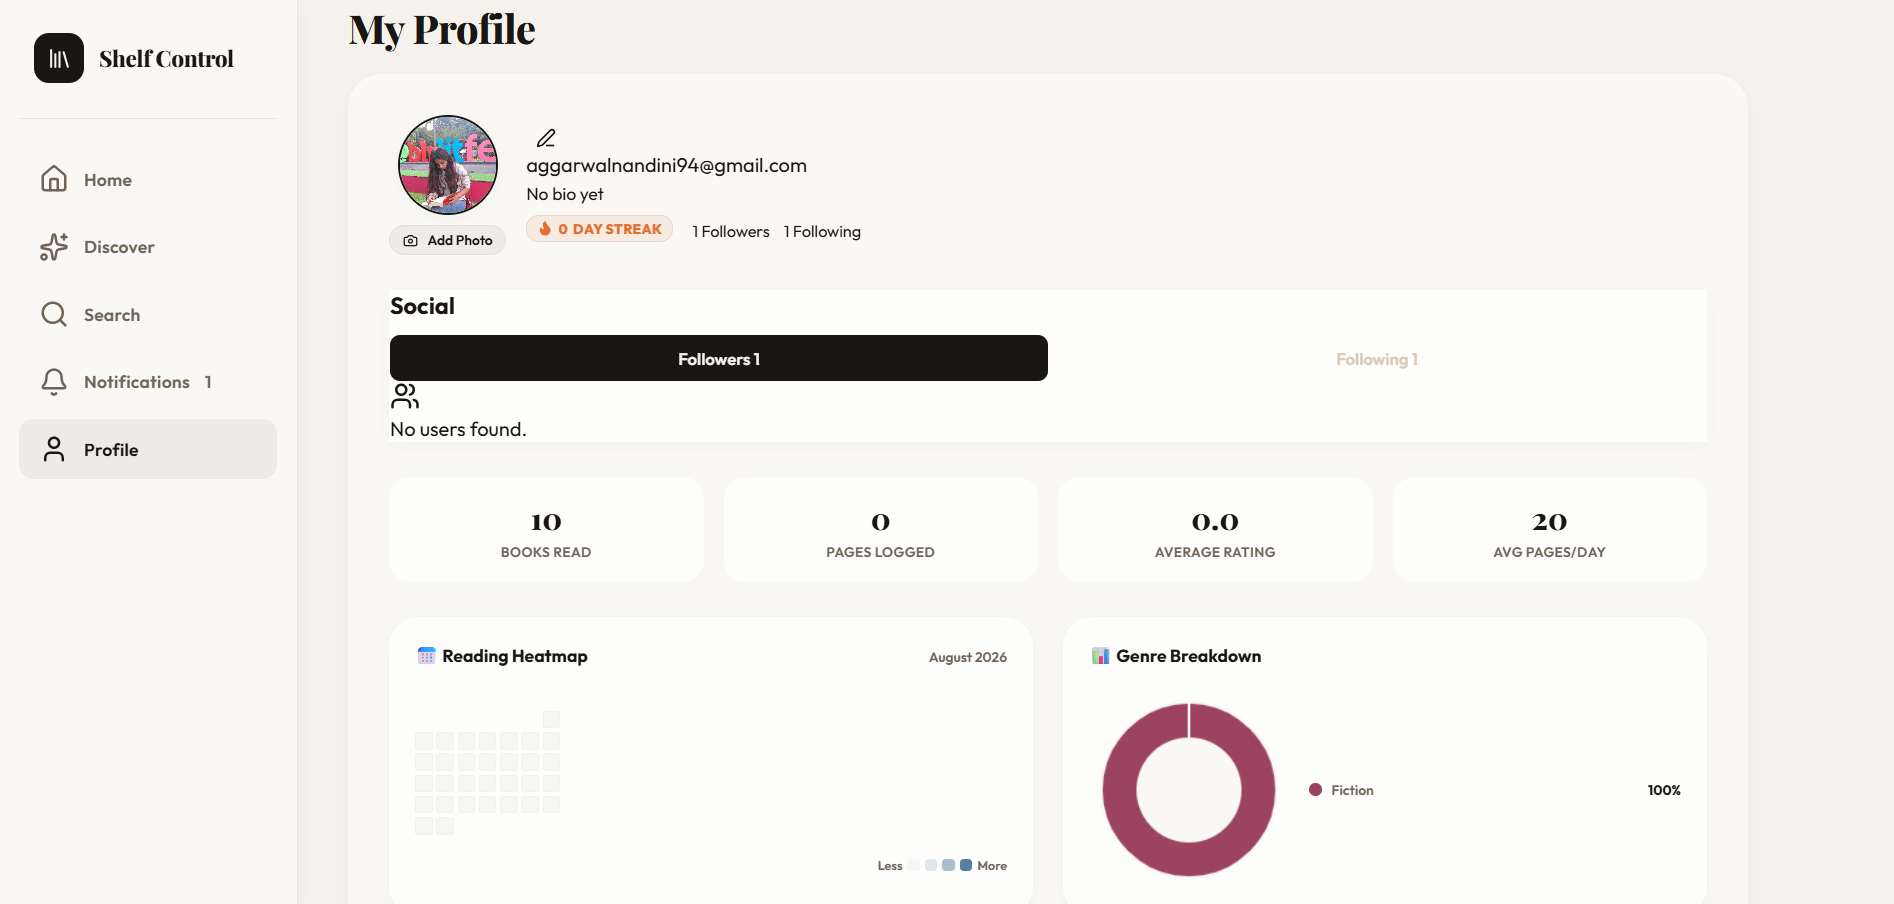 My Profile
Shelf Control
Home
Discover
Search
Notifications 1
Profile
aggarwalnandini94@gmail.com
No bio yet
Add Photo
0 DAY STREAK
1 Followers 1 Following
Social
Followers 1
Following 1
No users found.
10
BOOKS READ
0
PAGES LOGGED
0.0
AVERAGE RATING
20
AVG PAGES/DAY
Reading Heatmap
August 2026
Less
More
Genre Breakdown
Fiction
100%